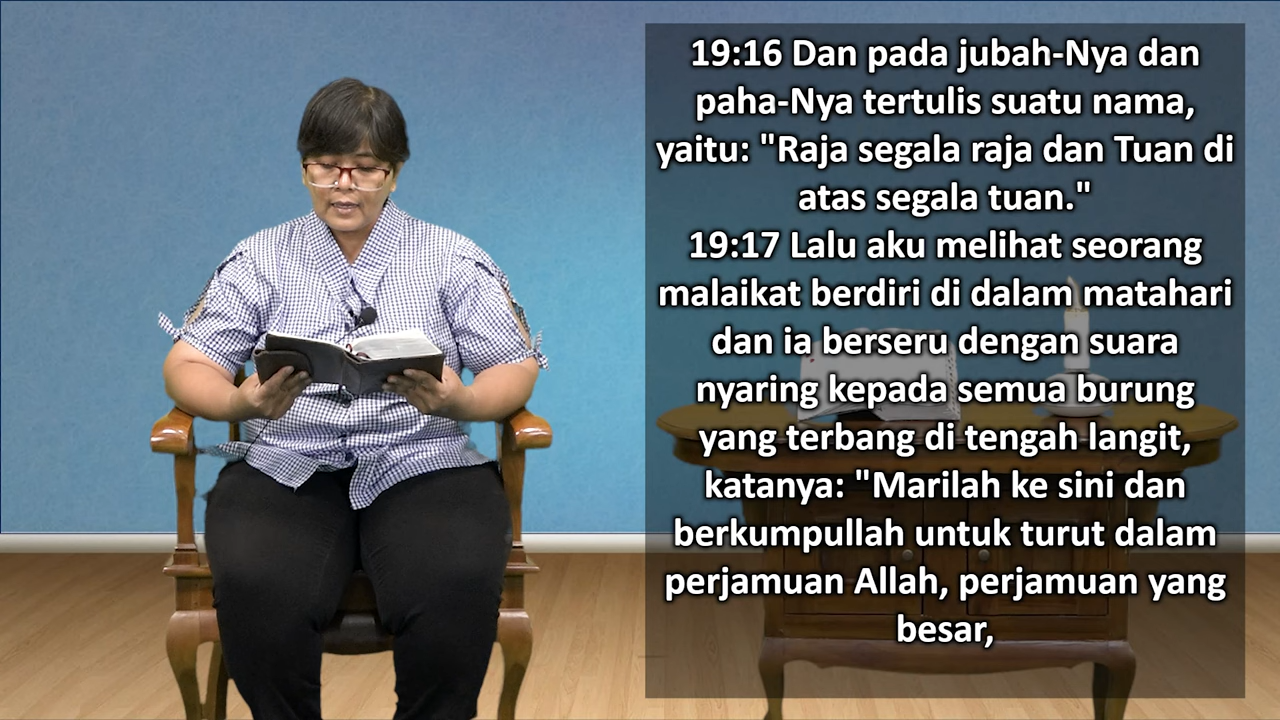 19:16 Dan pada jubah-Nya dan
paha-Nya tertulis suatu nama,
yaitu: "Raja segala raja dan Tuan di
atas segala tuan."
19:17 Lalu aku melihat seorang
malaikat berdiri di dalam matahari
dan ia berseru dengan suara
nyaring kepada semua burung
yang terbang di tengah langit,
katanya: "Marilah ke sini dan
berkumpullah untuk turut dalam
perjamuan Allah, perjamuan yang
besar,